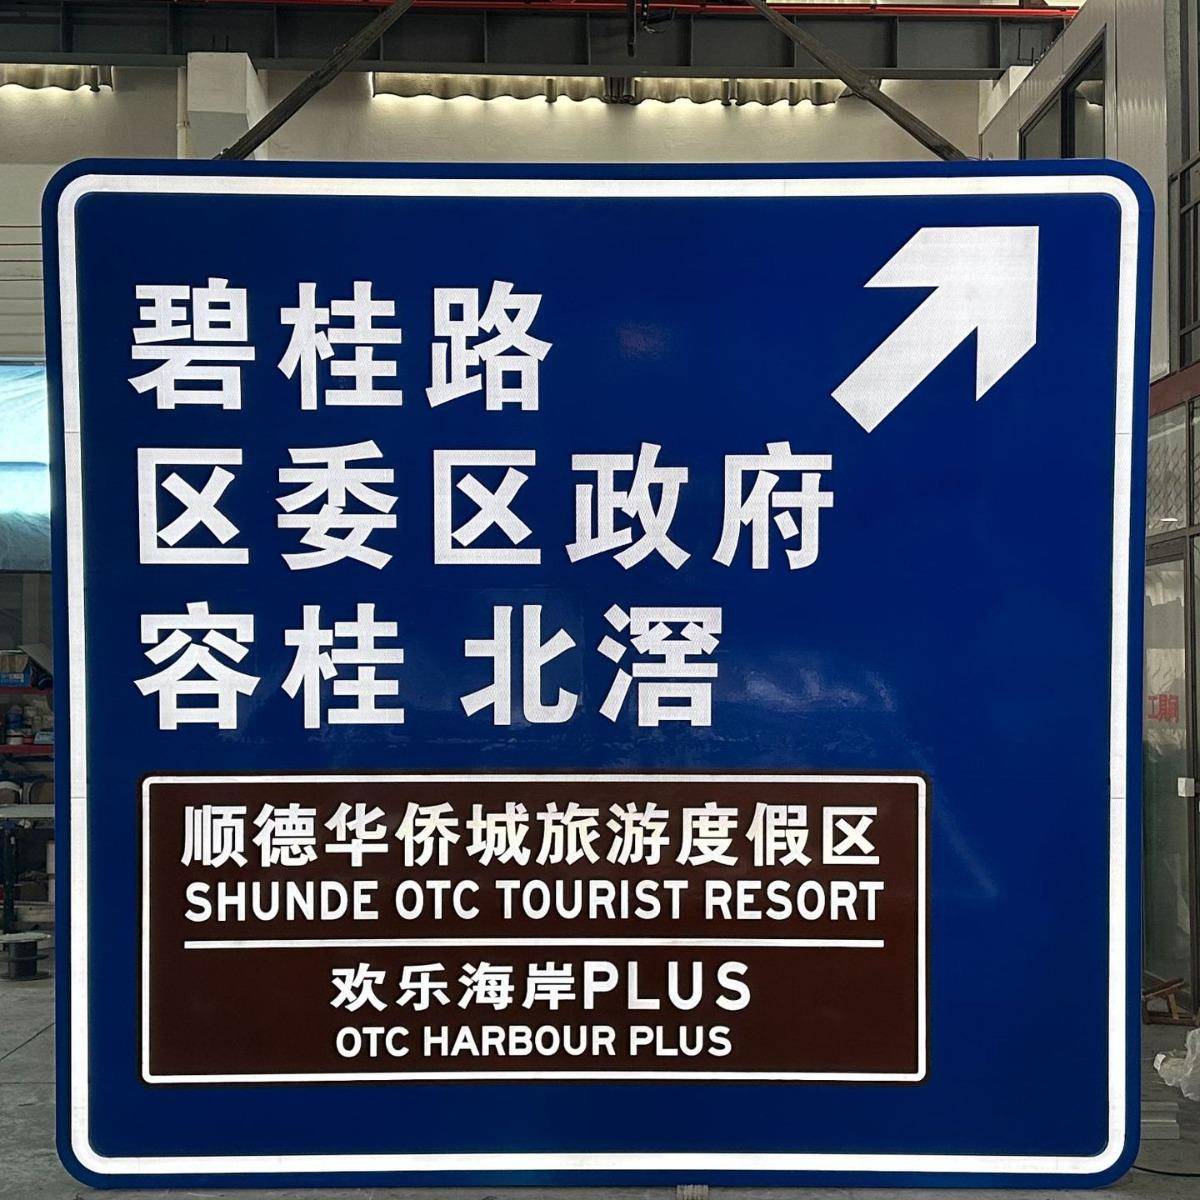 碧桂路
区委区政府
容桂 北滘
顺德华侨城旅游度假区
SHUNDE OTC TOURIST RESORT
欢乐海岸PLUS
OTC HARBOUR PLUS